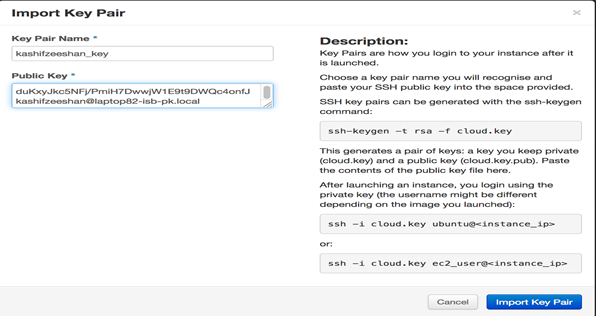 Import Key Pair
×
Key Pair Name *
kashifzeeshan_key
Public Key *
duKxyJkc5NFj/PmiH7DwwjW1E9t9DWQc4onfJ
kashifzeeshan@laptop82-isb-pk.local
Description:
Key Pairs are how you login to your instance after it
is launched.
Choose a key pair name you will recognise and
paste your SSH public key into the space provided.
SSH key pairs can be generated with the ssh-keygen
command:
ssh-keygen -t rsa -f cloud.key
This generates a pair of keys: a key you keep private
(cloud.key) and a public key (cloud.key.pub). Paste
the contents of the public key file here.
After launching an instance, you login using the
private key (the username might be different
depending on the image you launched):
ssh -i cloud.key ubuntu@<instance_ip>
or:
ssh -i cloud.key ec2_user@<instance_ip>
Cancel
Import Key Pair